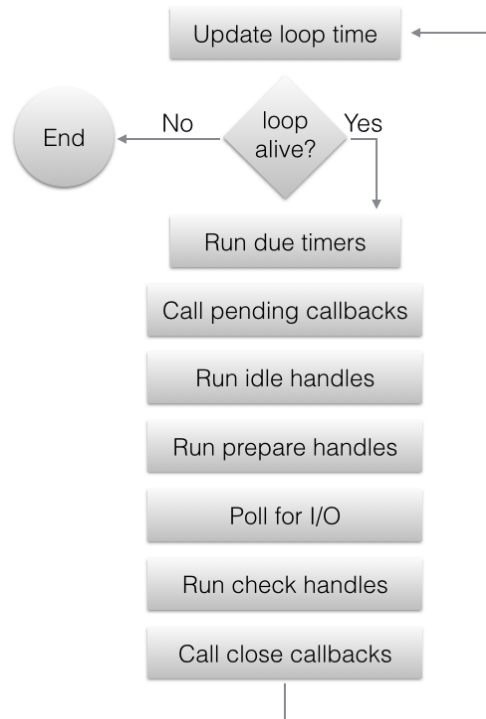 Update loop time
No
loop
alive?
Yes
End
Run due timers
Call pending callbacks
Run idle handles
Run prepare handles
Poll for I/O
Run check handles
Call close callbacks